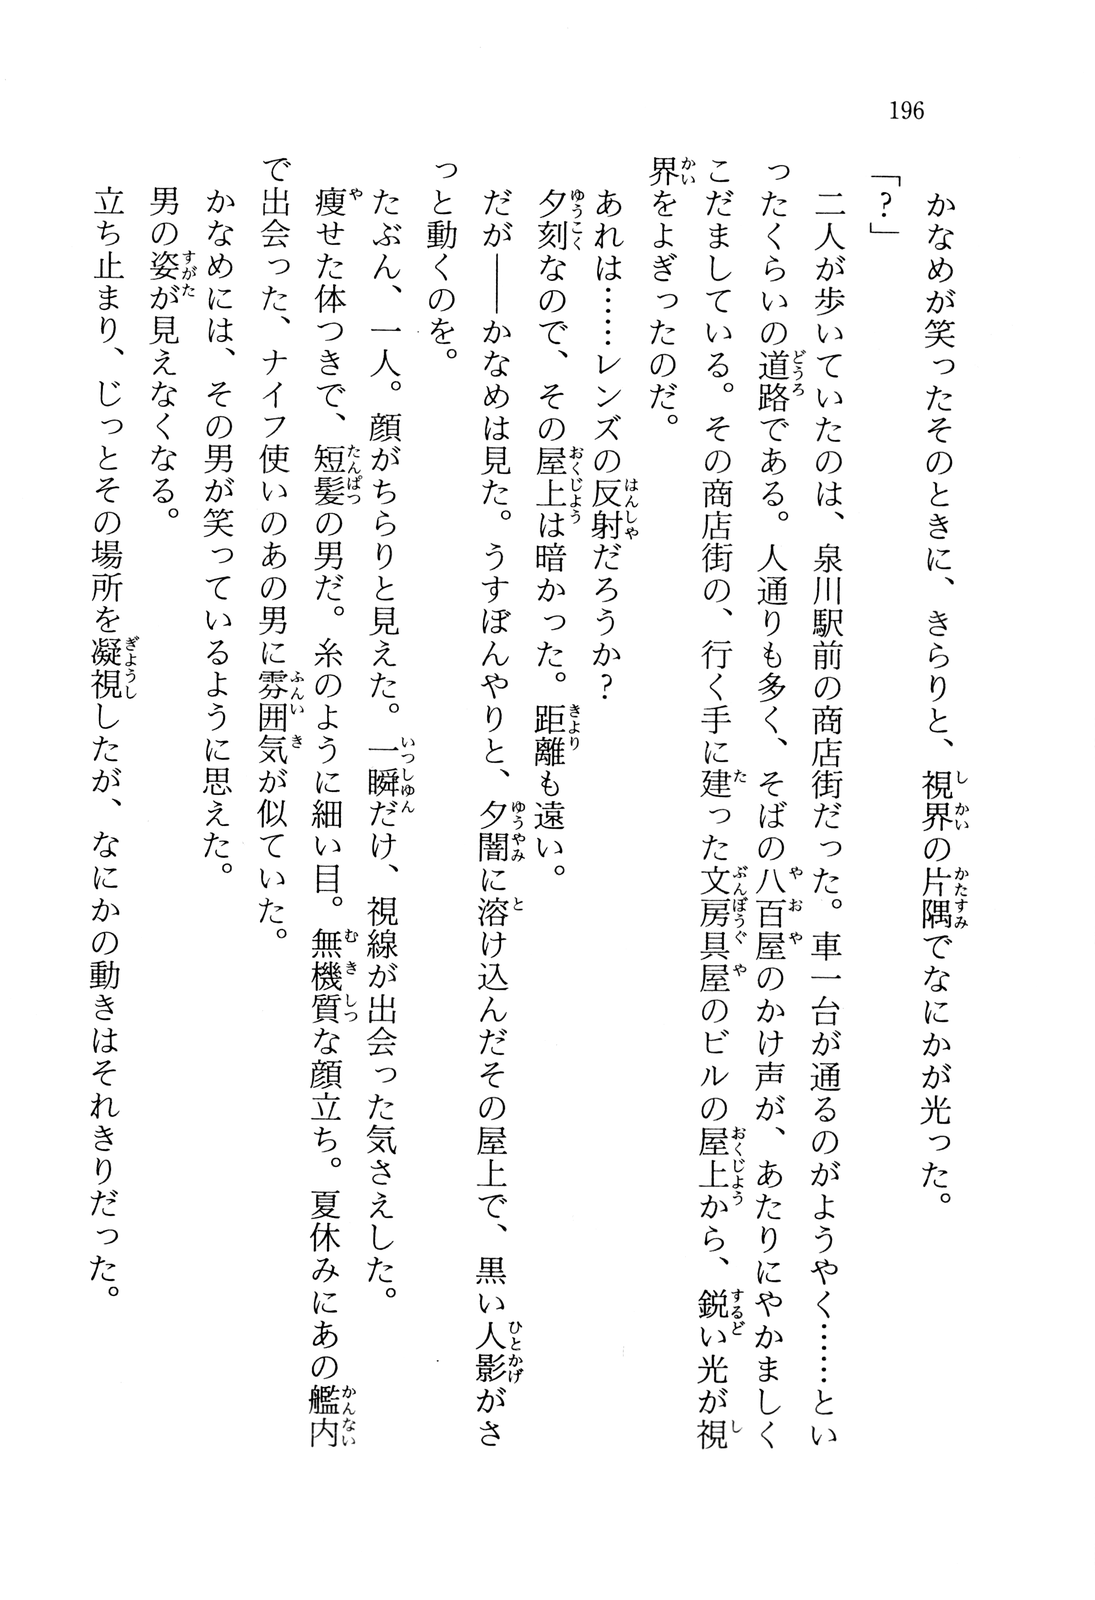 196
かなめが笑ったそのときに、きらりと、視界の片隅でなにかが光った。
「?」
二人が歩いていたのは、泉川駅前の商店街だった。車一台が通るのがようやく……とい
ったくらいの道路である。人通りも多く、そばの八百屋のかけ声が、あたりにやかましく
こだましている。その商店街の、行く手に建った文房具屋のビルの屋上から、鋭い光が視
界をよぎったのだ。
あれは……レンズの反射だろうか?
夕刻なので、その屋上は暗かった。距離も遠い。
だが――かなめは見た。うすぼんやりと、夕闇に溶け込んだその屋上で、黒い人影がさ
っと動くのを。
たぶん、一人。顔がちらりと見えた。一瞬だけ、視線が出会った気さえした。
痩せた体つきで、短髪の男だ。糸のように細い目。無機質な顔立ち。夏休みにあの艦内
で出会った、ナイフ使いのあの男に雰囲気が似ていた。
かなめには、その男が笑っているように思えた。
男の姿が見えなくなる。
立ち止まり、じっとその場所を凝視したが、なにかの動きはそれきりだった。